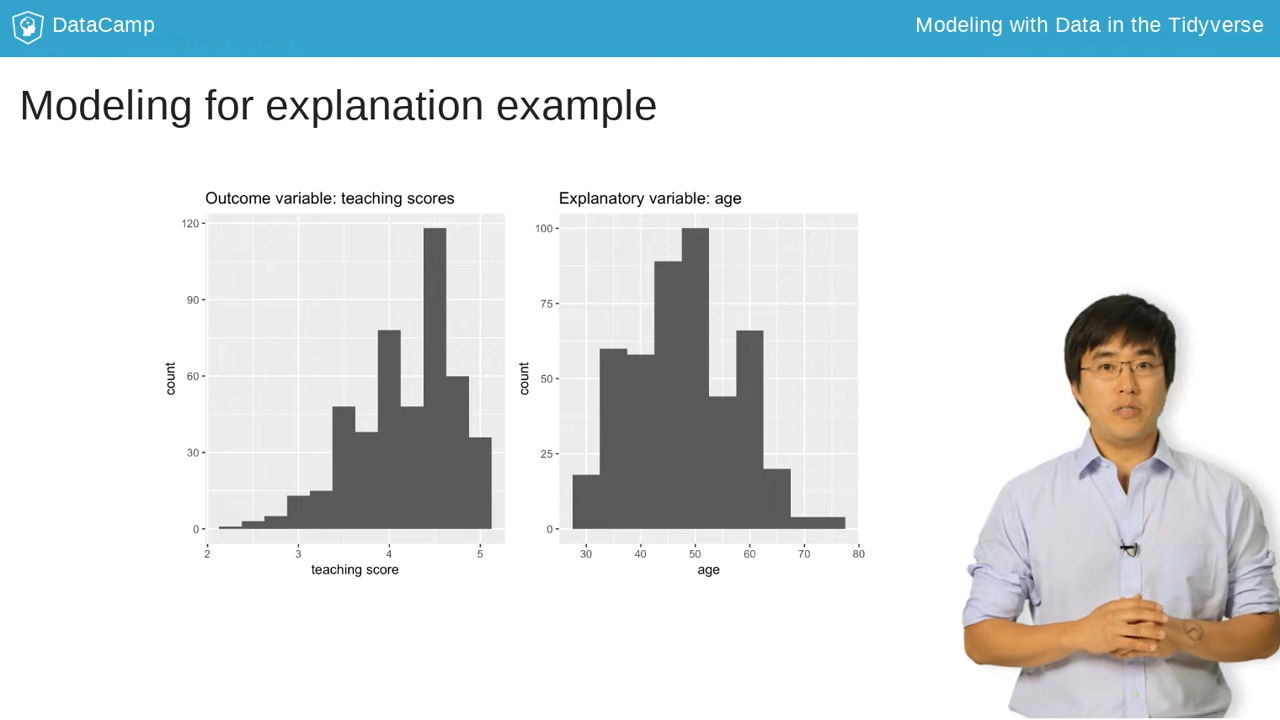 DataCamp
Modeling with Data in the Tidyverse
Modeling for explanation example
Outcome variable: teaching scores
120
90
60
30
0
count
2 3 4 5
teaching score
Explanatory variable: age
100
75
50
25
0
count
30 40 50 60 70 80
age